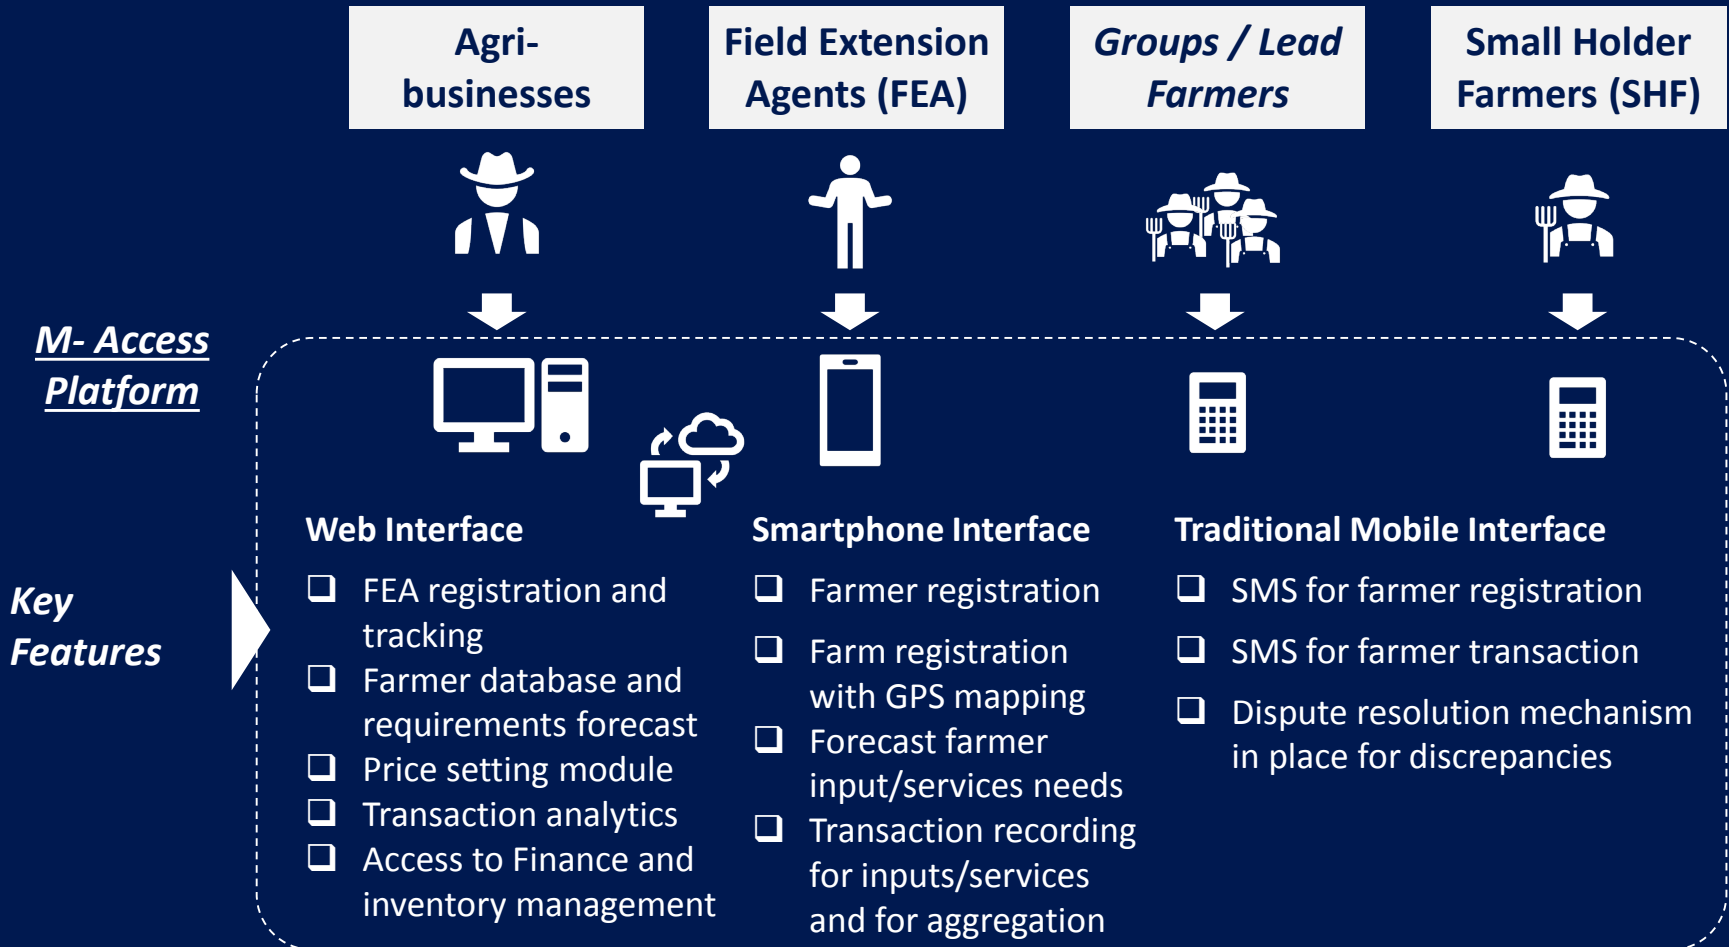 Agri-
businesses
Field Extension
Agents (FEA)
Groups / Lead
Farmers
Small Holder
Farmers (SHF)
M- Access
Platform
Key
Features
Web Interface
❑ FEA registration and
tracking
❑ Farmer database and
requirements forecast
❑ Price setting module
❑ Transaction analytics
❑ Access to Finance and
inventory management
Smartphone Interface
❑ Farmer registration
❑ Farm registration
with GPS mapping
❑ Forecast farmer
input/services needs
❑ Transaction recording
for inputs/services
and for aggregation
Traditional Mobile Interface
❑ SMS for farmer registration
❑ SMS for farmer transaction
❑ Dispute resolution mechanism
in place for discrepancies